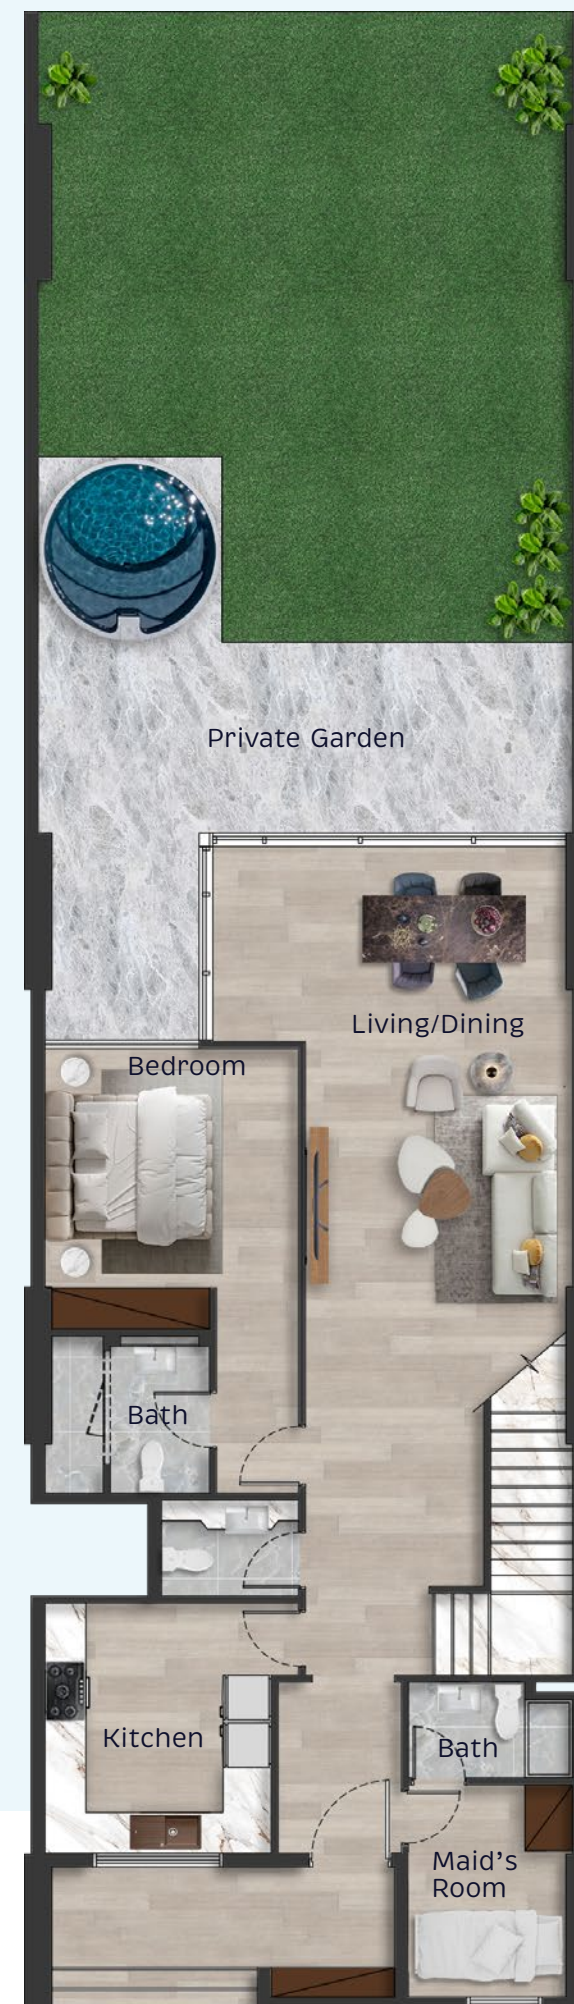 Private Garden
Living/Dining
Bedroom
Bath
Kitchen
Bath
Maid's
Room